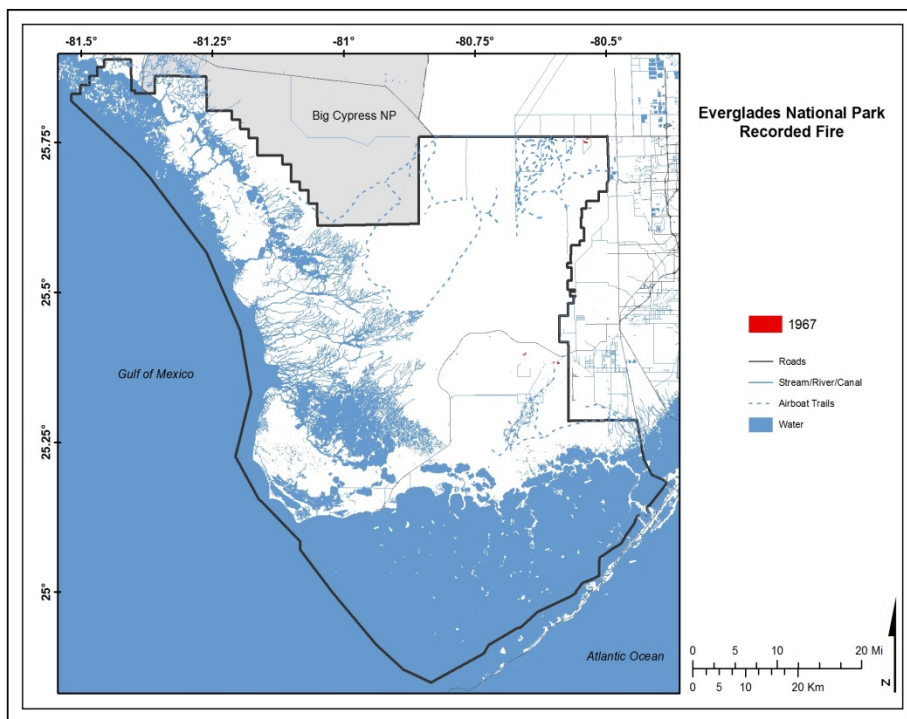 -81.5° -81.25° -81° -80.75° -80.5°
Everglades National Park
Recorded Fire
Big Cypress NP
25.75°
25.5°
25.25°
25°
Gulf of Mexico
Atlantic Ocean
1967
Roads
Stream/River/Canal
Airboat Trails
Water
0 5 10 20 Mi
0 5 10 20 Km
N